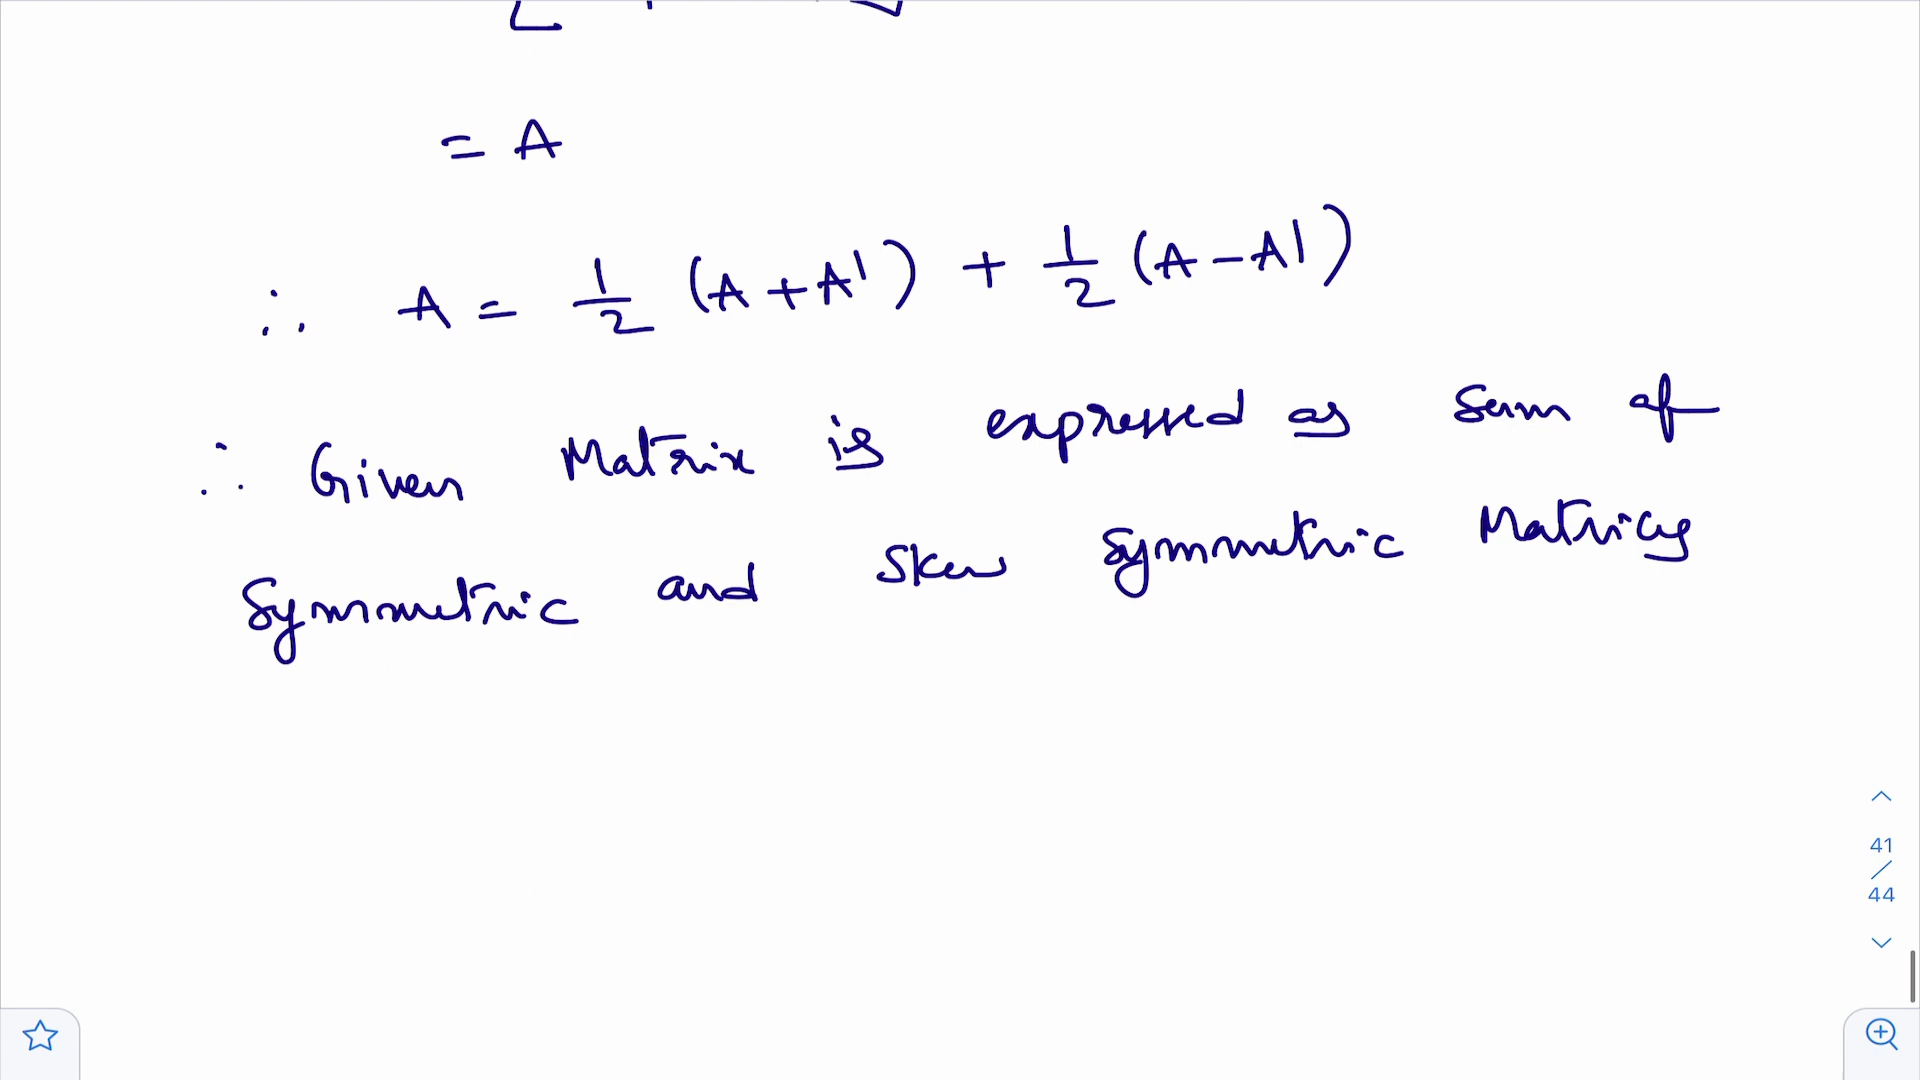 = A
∴ A = 1/2 (A + A') + 1/2 (A - A')
∴ Given Matrix is expressed as Sum of
Symmetric and Skew Symmetric Matrices
41
/
44